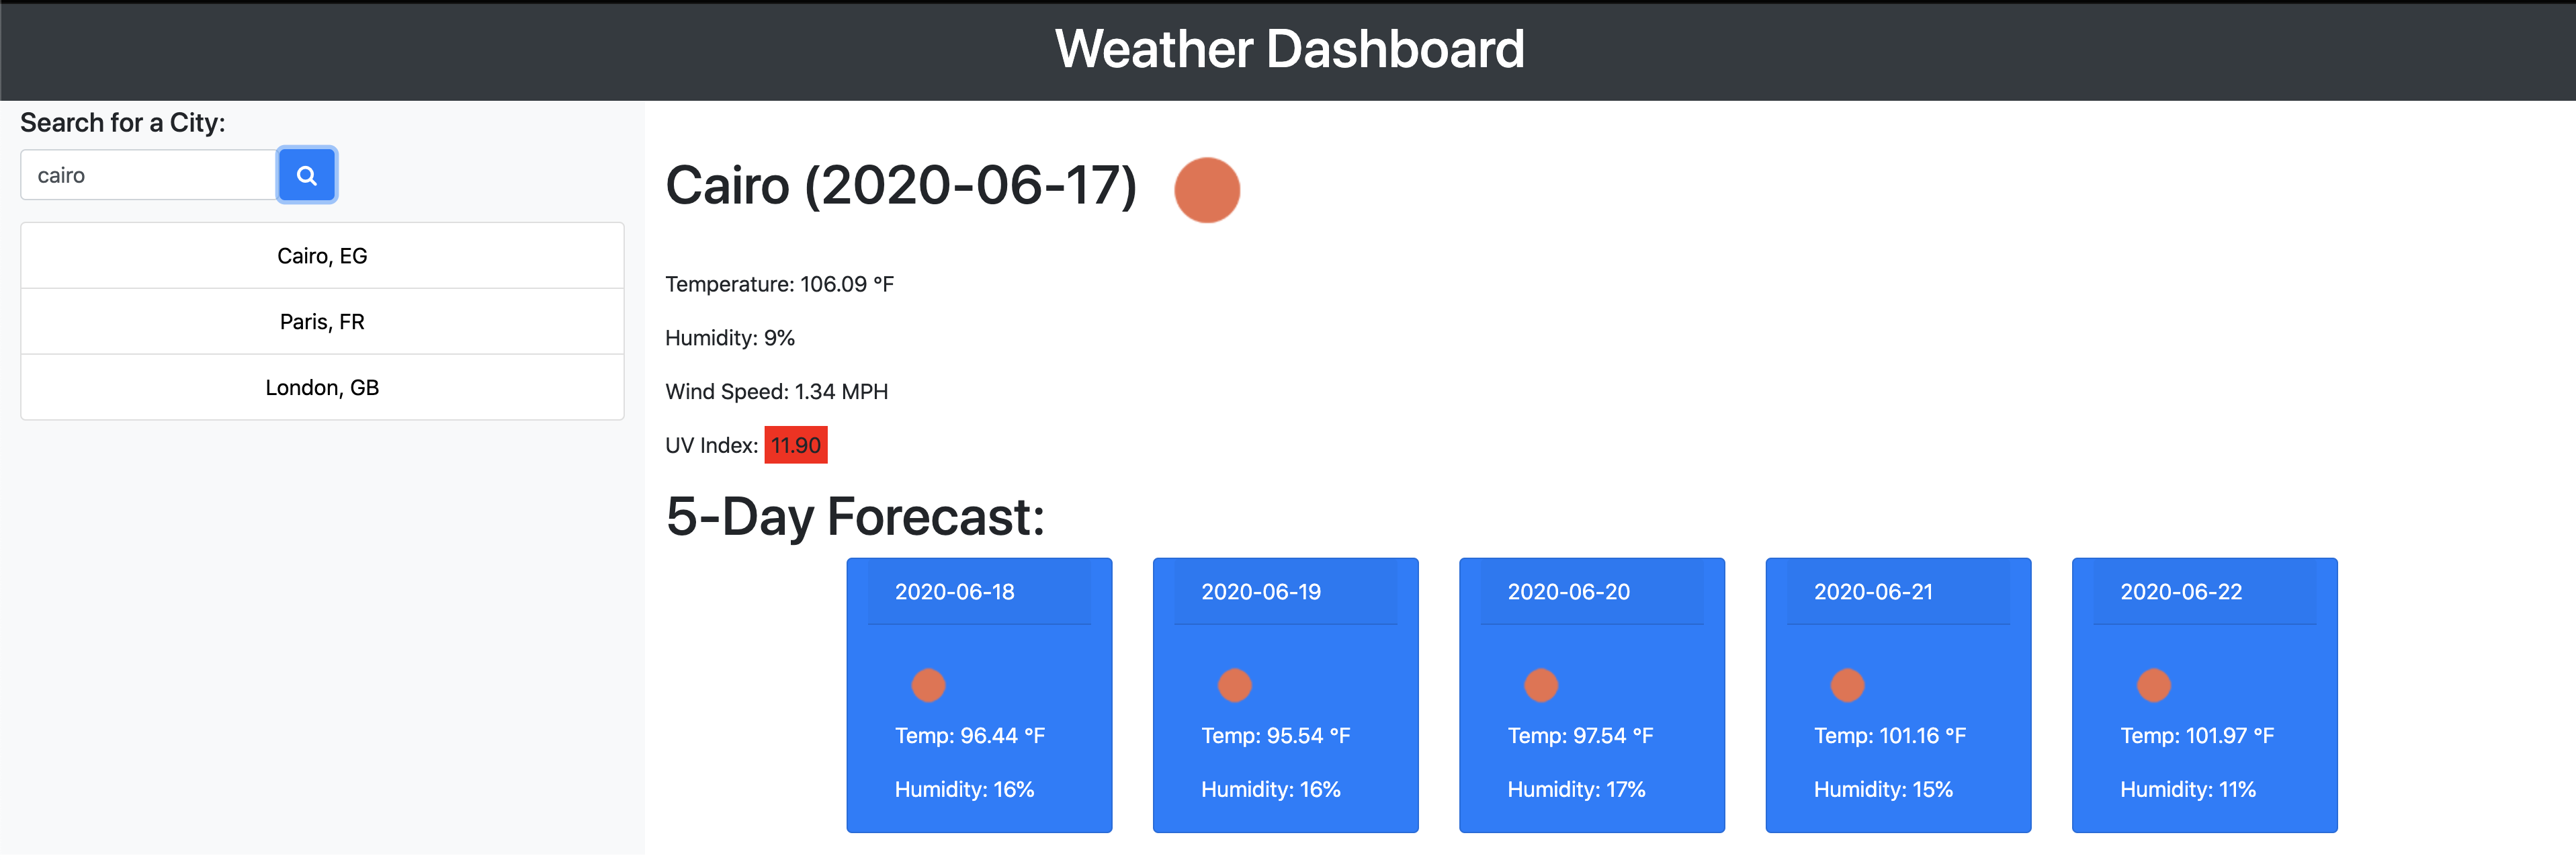 Weather Dashboard
Search for a City:
cairo
Cairo, EG
Paris, FR
London, GB
Cairo (2020-06-17)
Temperature: 106.09 °F
Humidity: 9%
Wind Speed: 1.34 MPH
UV Index: 11.90
5-Day Forecast:
2020-06-18
Temp: 96.44 °F
Humidity: 16%
2020-06-19
Temp: 95.54 °F
Humidity: 16%
2020-06-20
Temp: 97.54 °F
Humidity: 17%
2020-06-21
Temp: 101.16 °F
Humidity: 15%
2020-06-22
Temp: 101.97 °F
Humidity: 11%